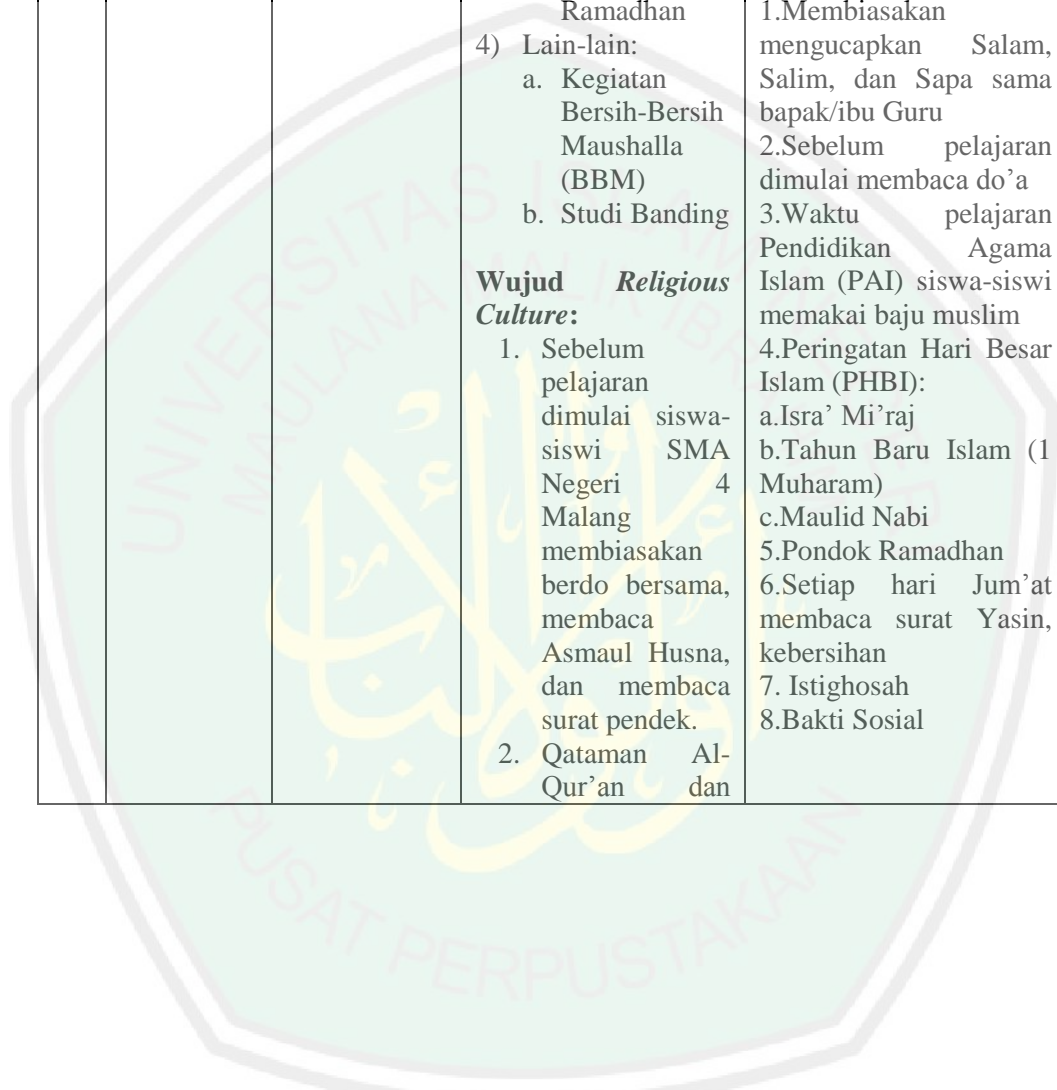 Ramadhan
4) Lain-lain:
a. Kegiatan
Bersih-Bersih
Maushalla
(BBM)
b. Studi Banding
Wujud Religious
Culture:
1. Sebelum
pelajaran
dimulai siswa-
siswi SMA
Negeri 4
Malang
membiasakan
berdo bersama,
membaca
Asmaul Husna,
dan membaca
surat pendek.
2. Qataman Al-
Qur’an dan
1.Membiasakan
mengucapkan Salam,
Salim, dan Sapa sama
bapak/ibu Guru
2.Sebelum pelajaran
dimulai membaca do’a
3.Waktu pelajaran
Pendidikan Agama
Islam (PAI) siswa-siswi
memakai baju muslim
4.Peringatan Hari Besar
Islam (PHBI):
a.Isra’ Mi’raj
b.Tahun Baru Islam (1
Muharam)
c.Maulid Nabi
5.Pondok Ramadhan
6.Setiap hari Jum’at
membaca surat Yasin,
kebersihan
7. Istighosah
8.Bakti Sosial
PUSAT PERPUSTAKAAN